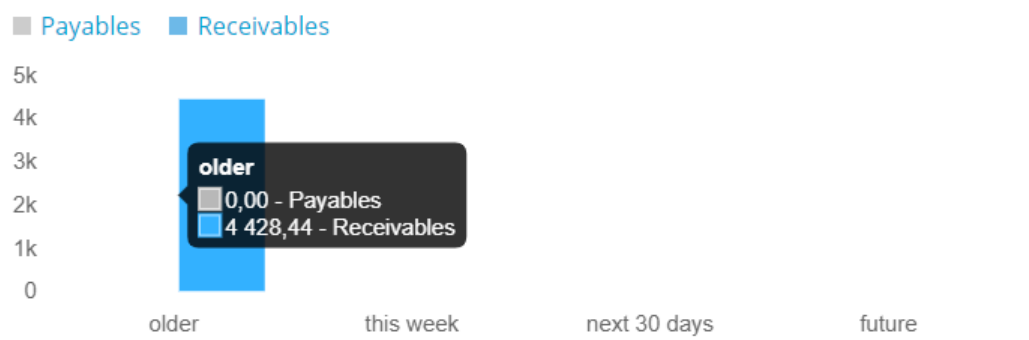 Payables Receivables
5k
4k
3k
2k
1k
0
older
0,00 - Payables
4 428,44 - Receivables
older this week next 30 days future